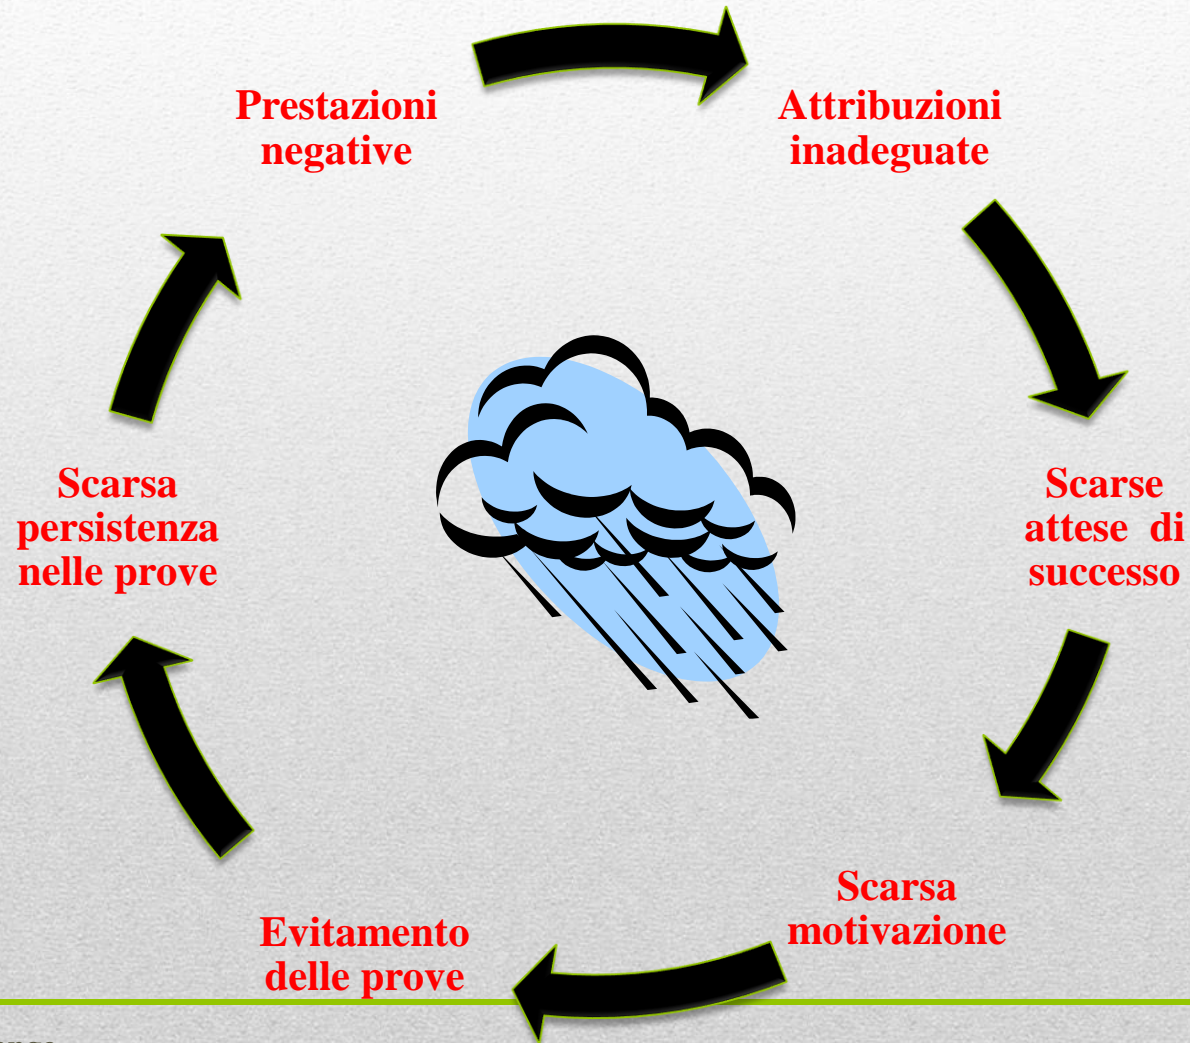 Prestazioni
negative
Attribuzioni
inadeguate
Scarse
attese di
successo
Scarsa
motivazione
Evitamento
delle prove
Scarsa
persistenza
nelle prove